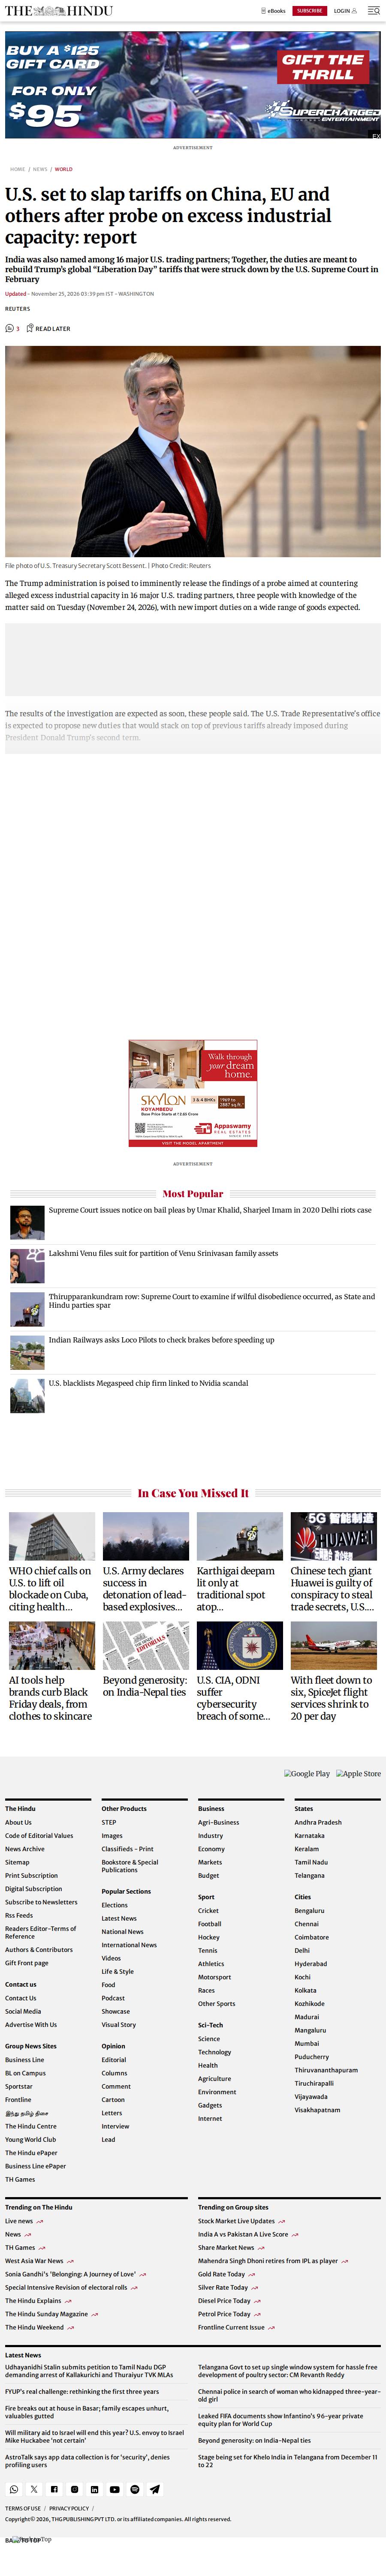 THE HINDU
eBooks
SUBSCRIBE
LOGIN
BUY A $125
GIFT CARD
FOR ONLY
$95
GIFT THE
THRILL
SUPERCHARGED
ENTERTAINMENT
EX
ADVERTISEMENT
HOME / NEWS / WORLD
U.S. set to slap tariffs on China, EU and
others after probe on excess industrial
capacity: report
India was also named among 16 major U.S. trading partners; Together, the duties are meant to
rebuild Trump's global “Liberation Day” tariffs that were struck down by the U.S. Supreme Court in
February
Updated - November 25, 2026 05:39 pm IST - WASHINGTON
REUTERS
3
READ LATER
File photo of U.S. Treasury Secretary Scott Bessent. | Photo Credit: Reuters
The Trump administration is poised to imminently release the findings of a probe aimed at countering
alleged excess industrial capacity in 16 major U.S. trading partners, three people with knowledge of the
matter said on Tuesday (November 24, 2026), with new import duties on a wide range of goods expected.
The results of the investigation are expected as soon, these people said. The U.S. Trade Representative's office is
expected to propose new duties that would stack on top of previous tariffs already imposed during
President Donald Trump's second term.
Walk through
your dream
home.
SKYLON
KOYAMBEDU
Base Price Starts at ₹2.60 Crore
3 & 4 BHKs
1969 to
2887 sq.ft.
Appaswamy
REAL ESTATES
VISIT THE MODEL APARTMENT
ADVERTISEMENT
Most Popular
Supreme Court issues notice on bail pleas by Umar Khalid, Sharjeel Imam in 2020 Delhi riots case
Lakshmi Venu files suit for partition of Venu Srinivasan family assets
Thirupparankundram row: Supreme Court to examine if wilful disobedience occurred, as State and
Hindu parties spar
Indian Railways asks Loco Pilots to check brakes before speeding up
U.S. blacklists Megaspeed chip firm linked to Nvidia scandal
In Case You Missed It
5G 智能制造
HUAWEI
WHO chief calls on
U.S. to lift oil
blockade on Cuba,
citing health…
U.S. Army declares
success in
detonation of lead-
based explosives…
Karthigai deepam
lit only at
traditional spot
atop…
Chinese tech giant
Huawei is guilty of
conspiracy to steal
trade secrets, U.S.…
EDITORIALS
AI tools help
brands curb Black
Friday deals, from
clothes to skincare
Beyond generosity:
on India-Nepal ties
U.S. CIA, ODNI
suffer
cybersecurity
breach of some…
With fleet down to
six, SpiceJet flight
services shrink to
20 per day
Google Play
Apple Store
The Hindu
About Us
Code of Editorial Values
News Archive
Sitemap
Print Subscription
Digital Subscription
Subscribe to Newsletters
Rss Feeds
Readers Editor-Terms of
Reference
Authors & Contributors
Gift Front page
Contact us
Contact Us
Social Media
Advertise With Us
Group News Sites
Business Line
BL on Campus
Sportstar
Frontline
இந்து தமிழ் திசை
The Hindu Centre
Young World Club
The Hindu ePaper
Business Line ePaper
TH Games
Other Products
STEP
Images
Classifieds - Print
Bookstore & Special
Publications
Popular Sections
Elections
Latest News
National News
International News
Videos
Life & Style
Food
Podcast
Showcase
Visual Story
Opinion
Editorial
Columns
Comment
Cartoon
Letters
Interview
Lead
Business
Agri-Business
Industry
Economy
Markets
Budget
Sport
Cricket
Football
Hockey
Tennis
Athletics
Motorsport
Races
Other Sports
Sci-Tech
Science
Technology
Health
Agriculture
Environment
Gadgets
Internet
States
Andhra Pradesh
Karnataka
Keralam
Tamil Nadu
Telangana
Cities
Bengaluru
Chennai
Coimbatore
Delhi
Hyderabad
Kochi
Kolkata
Kozhikode
Madurai
Mangaluru
Mumbai
Puducherry
Thiruvananthapuram
Tiruchirapalli
Vijayawada
Visakhapatnam
Trending on The Hindu
Live news
News
TH Games
West Asia War News
Sonia Gandhi's 'Belonging: A Journey of Love'
Special Intensive Revision of electoral rolls
The Hindu Explains
The Hindu Sunday Magazine
The Hindu Weekend
Trending on Group sites
Stock Market Live Updates
India A vs Pakistan A Live Score
Share Market News
Mahendra Singh Dhoni retires from IPL as player
Gold Rate Today
Silver Rate Today
Diesel Price Today
Petrol Price Today
Frontline Current Issue
Latest News
Udhayanidhi Stalin submits petition to Tamil Nadu DGP
demanding arrest of Kallakurichi and Thuraiyur TVK MLAs
FYUP's real challenge: rethinking the first three years
Fire breaks out at house in Basar; family escapes unhurt,
valuables gutted
Will military aid to Israel will end this year? U.S. envoy to Israel
Mike Huckabee 'not certain'
AstroTalk says app data collection is for 'security', denies
profiling users
Telangana Govt to set up single window system for hassle free
development of poultry sector: CM Revanth Reddy
Chennai police in search of woman who kidnapped three-year-
old girl
Leaked FIFA documents show Infantino's 96-year private
equity plan for World Cup
Beyond generosity: on India-Nepal ties
Stage being set for Khelo India in Telangana from December 11
to 22
TERMS OF USE / PRIVACY POLICY /
Copyright© 2026, THG PUBLISHING PVT LTD. or its affiliated companies. All rights reserved.
BACK TO TOP